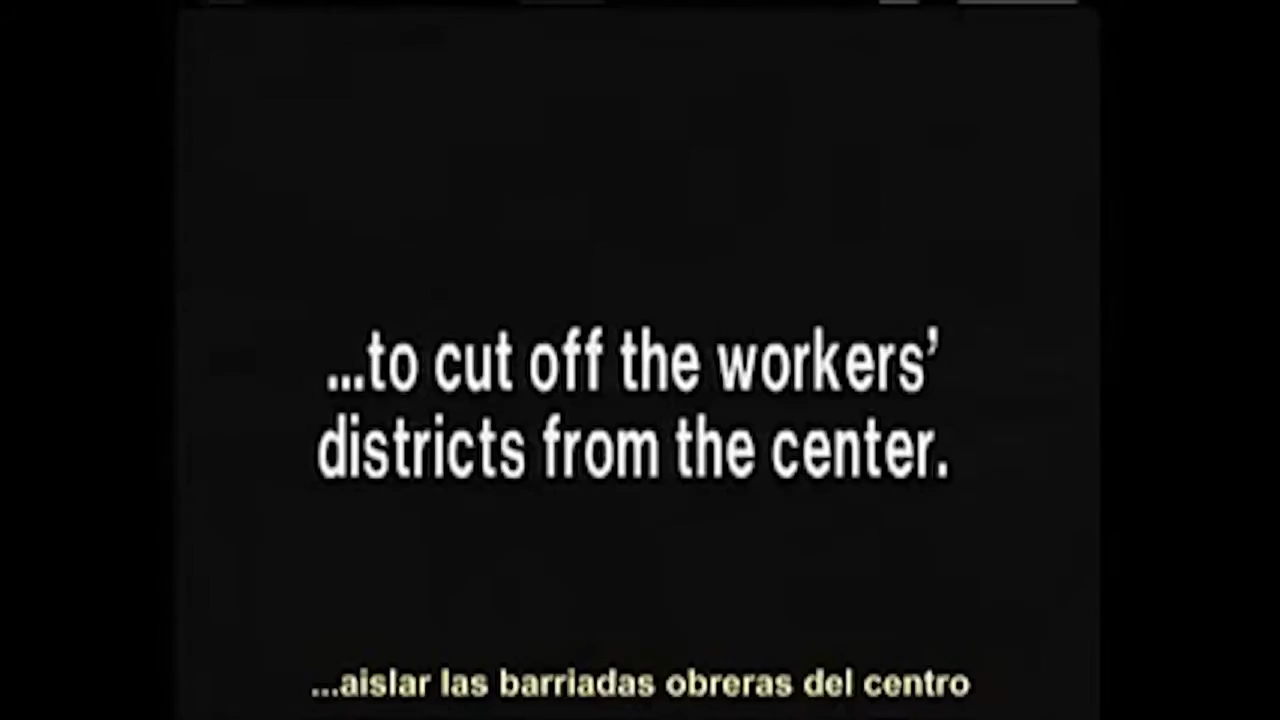 ...to cut off the workers’
districts from the center.
...aislar las barriadas obreras del centro